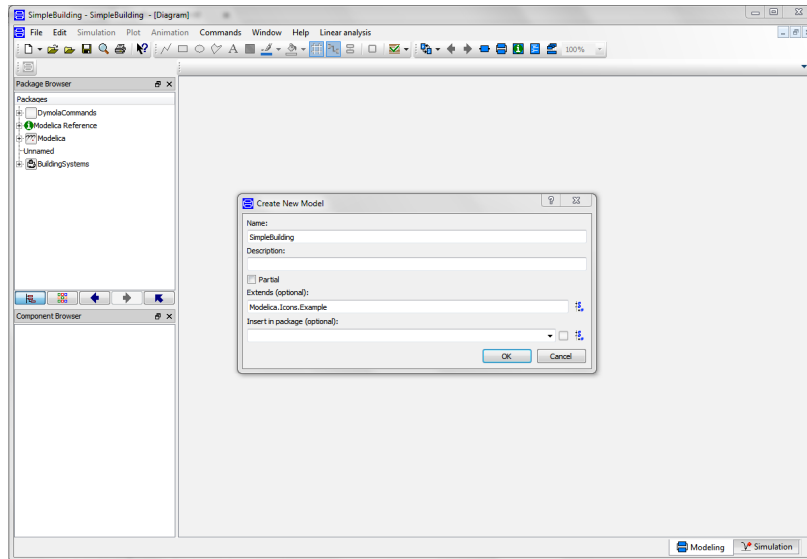 SimpleBuilding - SimpleBuilding - [Diagram]
File Edit Simulation Plot Animation Commands Window Help Linear analysis
100%
Package Browser
Packages
DymolaCommands
Modelica Reference
Modelica
Unnamed
BuildingSystems
Component Browser
Create New Model
Name:
SimpleBuilding
Description:
Partial
Extends (optional):
Modelica.Icons.Example
Insert in package (optional):
OK Cancel
Modeling Simulation